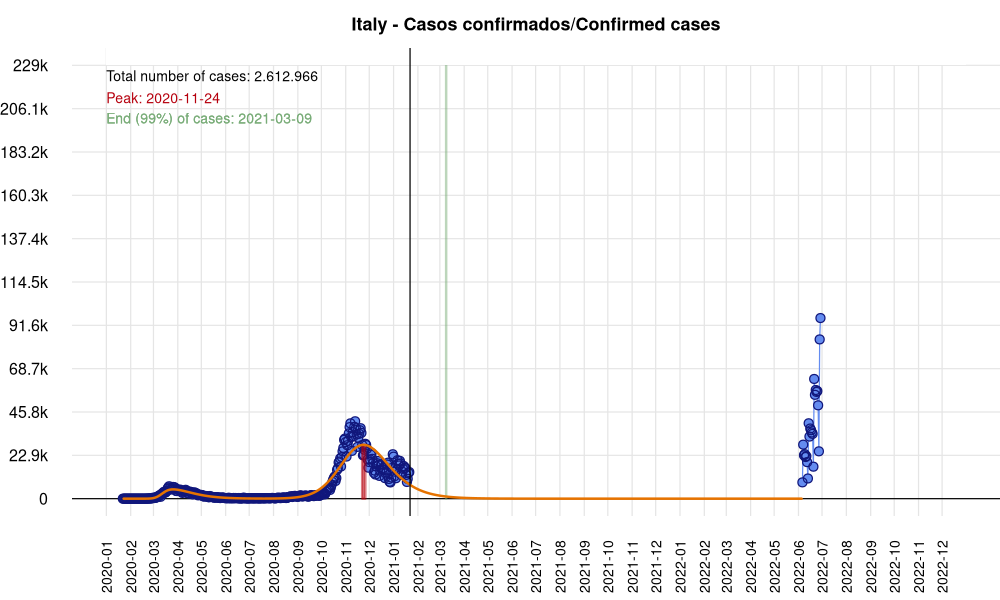 Italy - Casos confirmados/Confirmed cases
229k
206.1k
183.2k
160.3k
137.4k
114.5k
91.6k
68.7k
45.8k
22.9k
0
Total number of cases: 2.612.966
Peak: 2020-11-24
End (99%) of cases: 2021-03-09
2020-01
2020-02
2020-03
2020-04
2020-05
2020-06
2020-07
2020-08
2020-09
2020-10
2020-11
2020-12
2021-01
2021-02
2021-03
2021-04
2021-05
2021-06
2021-07
2021-08
2021-09
2021-10
2021-11
2021-12
2022-01
2022-02
2022-03
2022-04
2022-05
2022-06
2022-07
2022-08
2022-09
2022-10
2022-11
2022-12